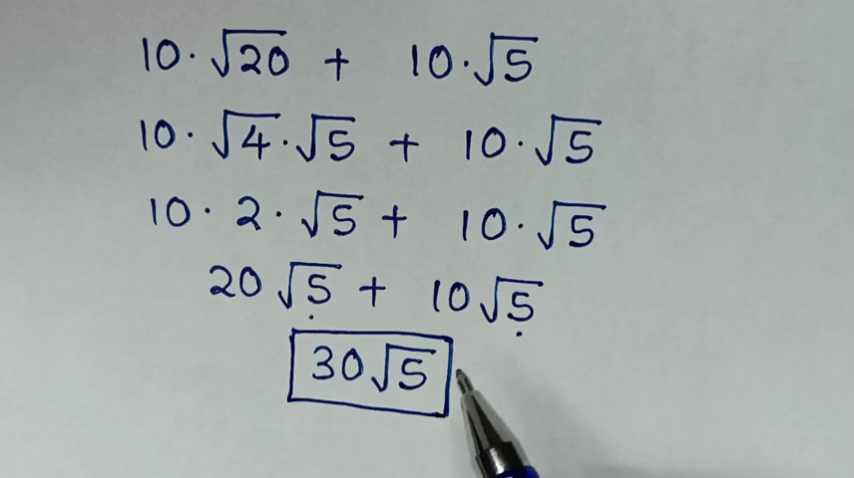 10 · √20 + 10 · √5
10 · √4 · √5 + 10 · √5
10 · 2 · √5 + 10 · √5
20 √5 + 10 √5
30 √5